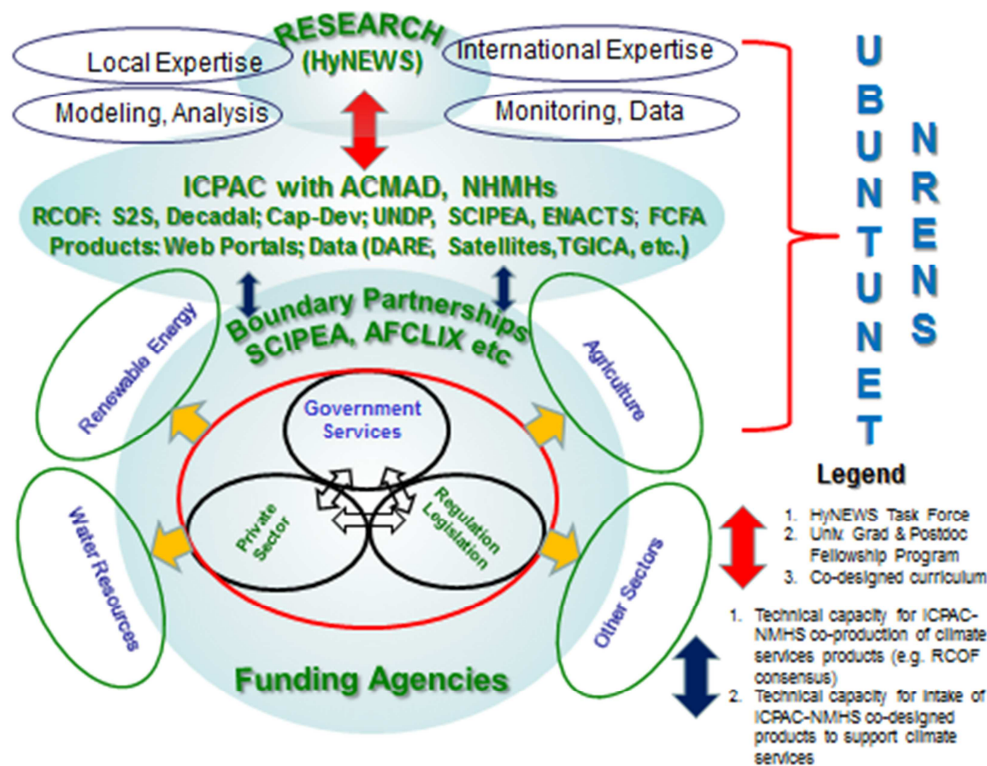 RESEARCH
(HyNEWS)
Local Expertise
International Expertise
Modeling, Analysis
Monitoring, Data
ICPAC with ACMAD, NHMHs
RCOF: S2S, Decadal; Cap-Dev; UNDP, SCIPEA, ENACTS; FCFA
Products: Web Portals; Data (DARE, Satellites,TGICA, etc.)
Boundary Partnerships
SCIPEA, AFCLIX etc
Renewable Energy
Agriculture
Government
Services
Private
Sector
Regulation
Legislation
Water Resources
Other Sectors
Funding Agencies
UBUNTUNET
NRENS
Legend
1. HyNEWS Task Force
2. Univ. Grad & Postdoc
Fellowship Program
3. Co-designed curriculum
1. Technical capacity for ICPAC-
NMHS co-production of climate
services products (e.g. RCOF
consensus)
2. Technical capacity for intake of
ICPAC-NMHS co-designed
products to support climate
services